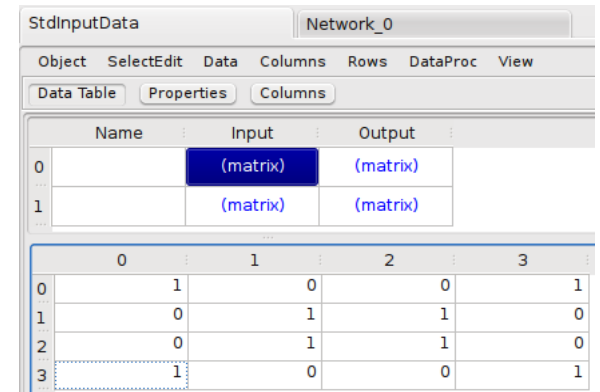 StdInputData Network_0
Object SelectEdit Data Columns Rows DataProc View
Data Table Properties Columns
Name Input Output
0 (matrix) (matrix)
1 (matrix) (matrix)
0 1 2 3
0 1 0 0 1
1 0 1 1 0
2 0 1 1 0
3 1 0 0 1